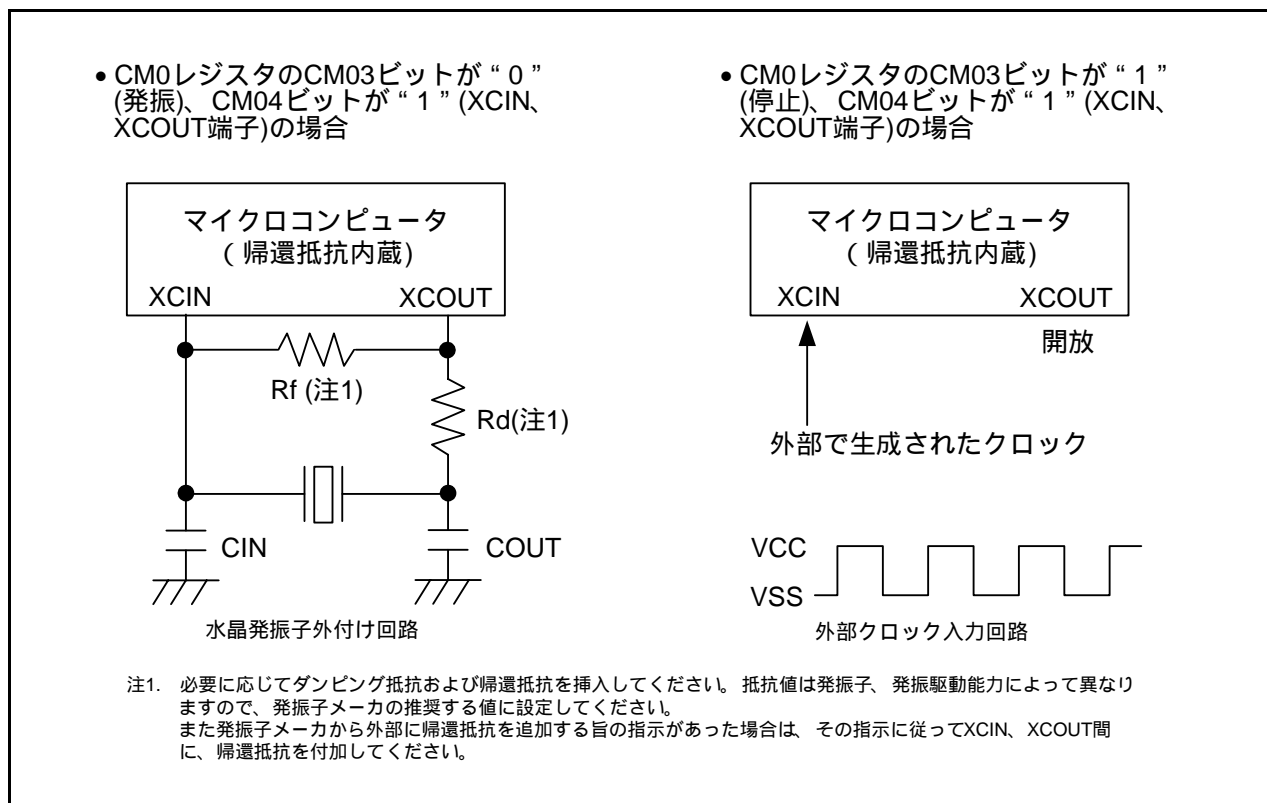 • CM0レジスタのCM03ビットが“0”
(発振)、CM04ビットが“1”(XCIN、
XCOUT端子)の場合
マイクロコンピュータ
(帰還抵抗内蔵)
XCIN
XCOUT
Rf (注1)
Rd(注1)
CIN
COUT
水晶発振子外付け回路
• CM0レジスタのCM03ビットが“1”
(停止)、CM04ビットが“1”(XCIN、
XCOUT端子)の場合
マイクロコンピュータ
(帰還抵抗内蔵)
XCIN
XCOUT
開放
外部で生成されたクロック
VCC
VSS
外部クロック入力回路
注1. 必要に応じてダンピング抵抗および帰還抵抗を挿入してください。抵抗値は発振子、発振駆動能力によって異なり
ますので、発振子メーカの推奨する値に設定してください。
また発振子メーカから外部に帰還抵抗を追加する旨の指示があった場合は、その指示に従ってXCIN、XCOUT間
に、帰還抵抗を付加してください。